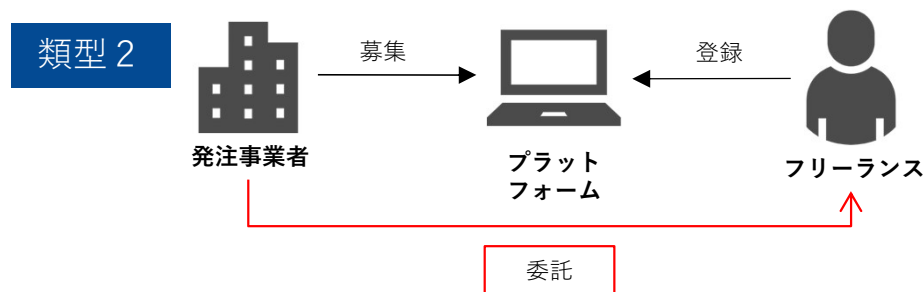 類型２
募集
登録
発注事業者
プラット
フォーム
フリーランス
委託